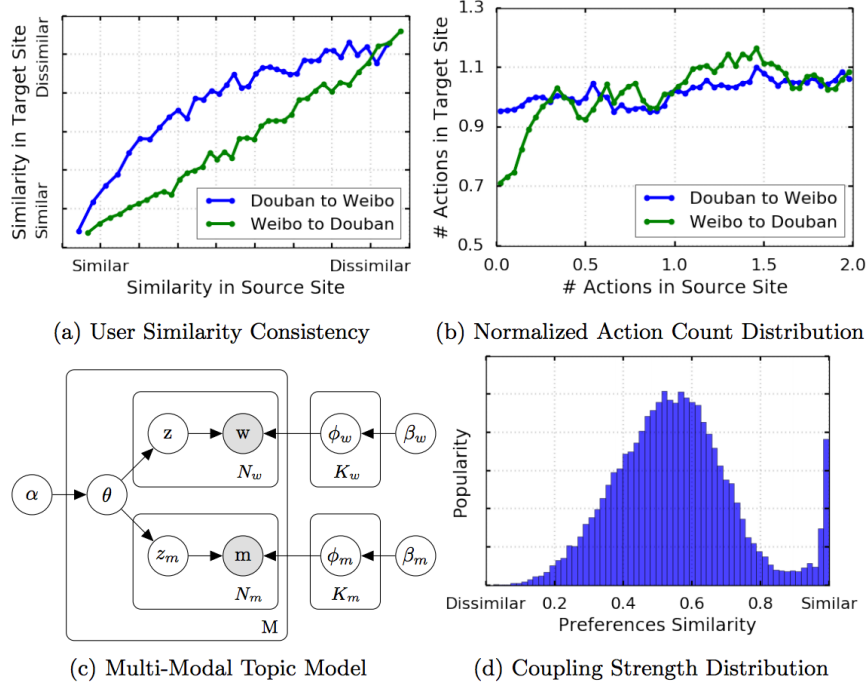 Similarity in Target Site
Similar
Dissimilar
Douban to Weibo
Weibo to Douban
Similar
Dissimilar
Similarity in Source Site
(a) User Similarity Consistency
# Actions in Target Site
1.3
1.1
0.9
0.7
0.5
Douban to Weibo
Weibo to Douban
0.0
0.5
1.0
1.5
2.0
# Actions in Source Site
(b) Normalized Action Count Distribution
α
θ
z
w
N_w
ϕ_w
K_w
β_w
z_m
m
N_m
ϕ_m
K_m
β_m
M
(c) Multi-Modal Topic Model
Popularity
Dissimilar
0.2
0.4
0.6
0.8
Similar
Preferences Similarity
(d) Coupling Strength Distribution